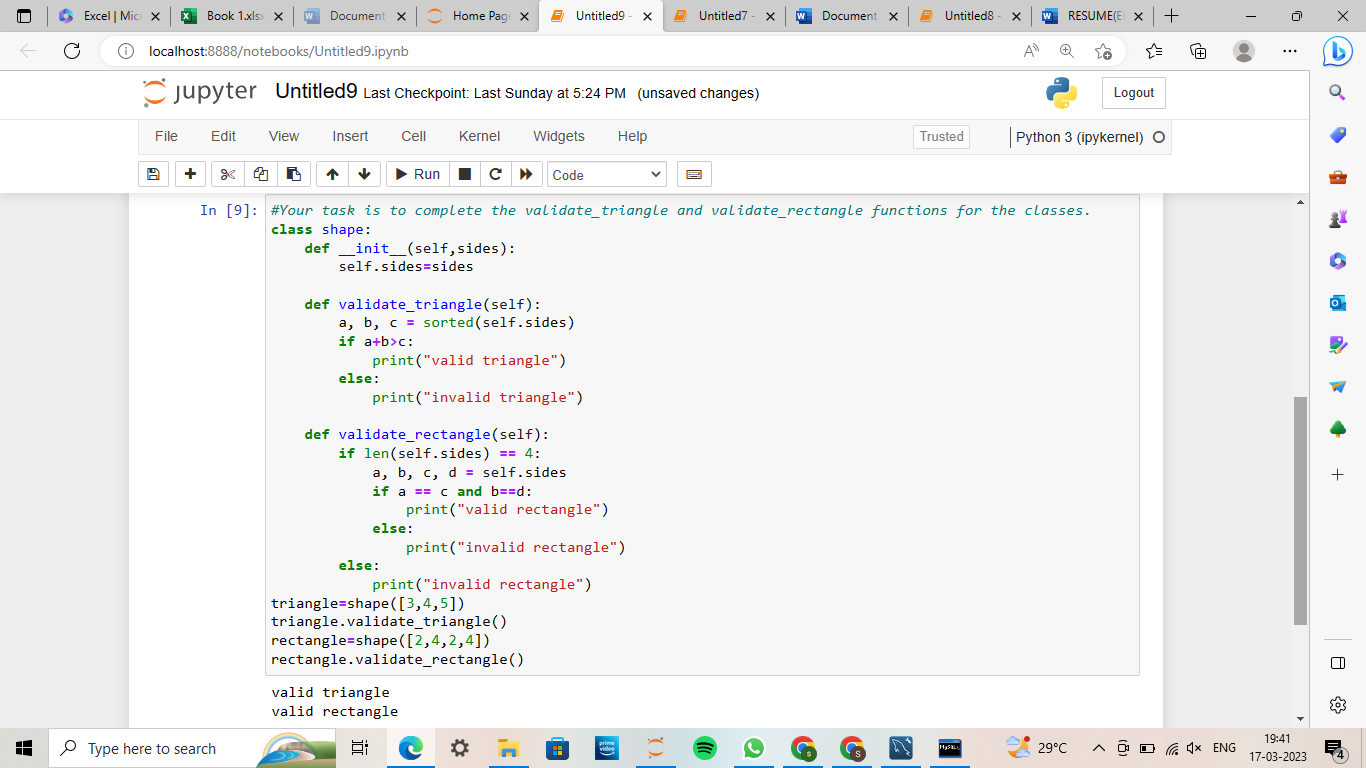 Excel | Mic
Book 1.xlsx
Document
Home Page
Untitled9 -
Untitled7 -
Document
Untitled8 -
RESUME(E
localhost:8888/notebooks/Untitled9.ipynb
jupyter Untitled9 Last Checkpoint: Last Sunday at 5:24 PM (unsaved changes)
Logout
File Edit View Insert Cell Kernel Widgets Help
Trusted
Python 3 (ipykernel)
Run
Code
In [9]:
#Your task is to complete the validate_triangle and validate_rectangle functions for the classes.
class shape:
    def __init__(self,sides):
        self.sides=sides

    def validate_triangle(self):
        a, b, c = sorted(self.sides)
        if a+b>c:
            print("valid triangle")
        else:
            print("invalid triangle")

    def validate_rectangle(self):
        if len(self.sides) == 4:
            a, b, c, d = self.sides
            if a == c and b==d:
                print("valid rectangle")
            else:
                print("invalid rectangle")
        else:
            print("invalid rectangle")
triangle=shape([3,4,5])
triangle.validate_triangle()
rectangle=shape([2,4,2,4])
rectangle.validate_rectangle()
valid triangle
valid rectangle
Type here to search
prime video
MySQL
29°C
ENG
19:41
17-03-2023
4